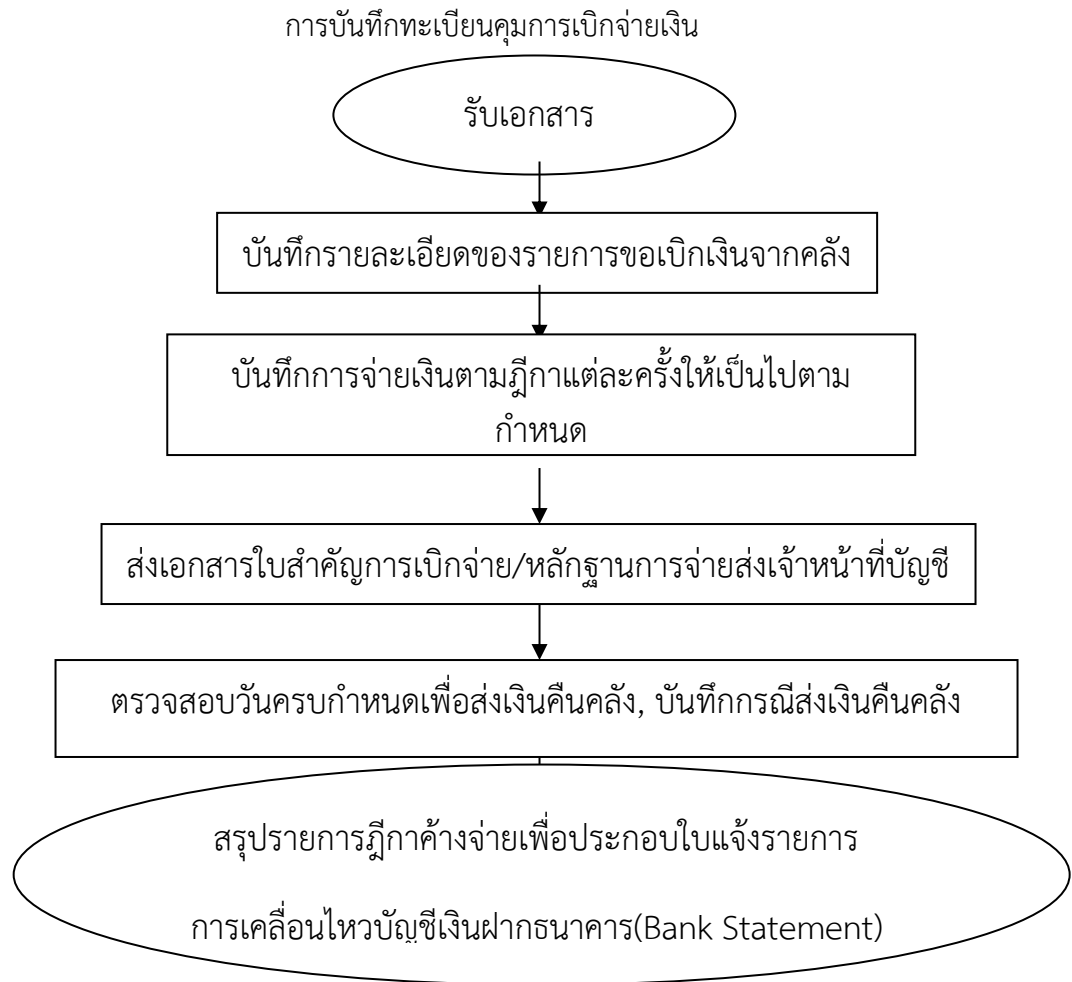 การบันทึกทะเบียนคุมการเบิกจ่ายเงิน
รับเอกสาร
บันทึกรายละเอียดของรายการขอเบิกเงินจากคลัง
บันทึกการจ่ายเงินตามฎีกาแต่ละครั้งให้เป็นไปตาม
กำหนด
ส่งเอกสารใบสำคัญการเบิกจ่าย/หลักฐานการจ่ายส่งเจ้าหน้าที่บัญชี
ตรวจสอบวันครบกำหนดเพื่อส่งเงินคืนคลัง, บันทึกกรณีส่งเงินคืนคลัง
สรุปรายการฎีกาค้างจ่ายเพื่อประกอบใบแจ้งรายการ
การเคลื่อนไหวบัญชีเงินฝากธนาคาร(Bank Statement)